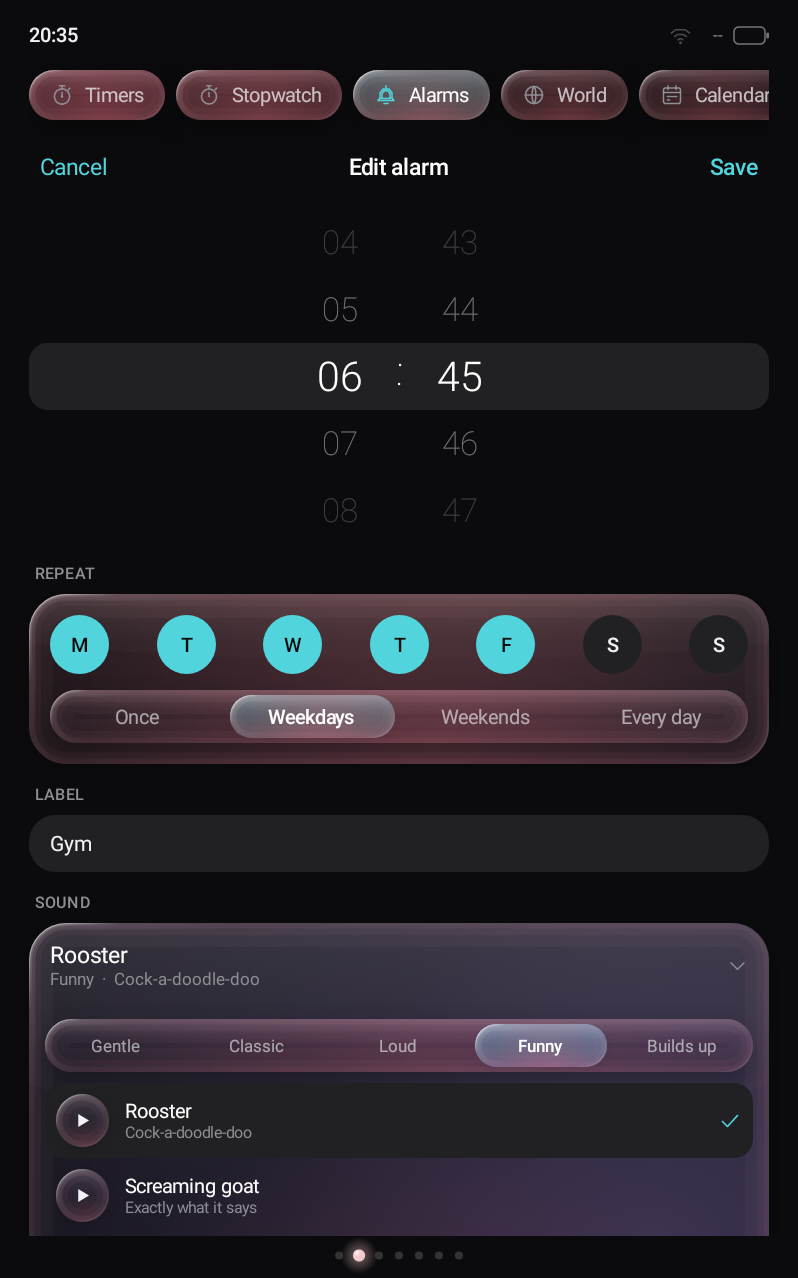 20:35
--
Timers Stopwatch Alarms World Calendar
Cancel Edit alarm Save
04 43
05 44
06 : 45
07 46
08 47
REPEAT
M T W T F S S
Once Weekdays Weekends Every day
LABEL
Gym
SOUND
Rooster
Funny · Cock-a-doodle-doo
Gentle Classic Loud Funny Builds up
Rooster
Cock-a-doodle-doo
Screaming goat
Exactly what it says